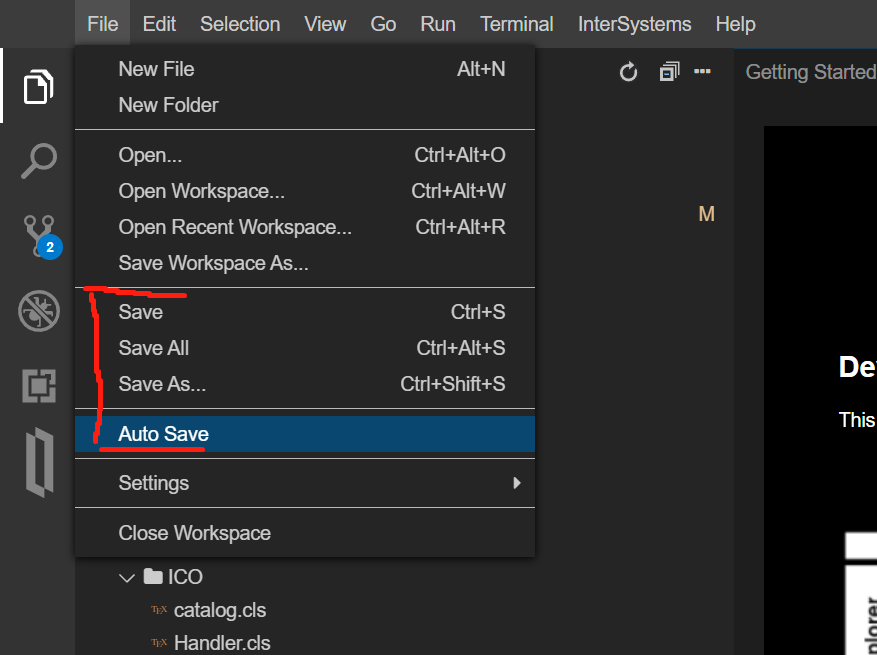 File Edit Selection View Go Run Terminal InterSystems Help
New File Alt+N
New Folder
Getting Started
Open... Ctrl+Alt+O
Open Workspace... Ctrl+Alt+W
M
Open Recent Workspace... Ctrl+Alt+R
2
Save Workspace As...
Save Ctrl+S
Save All Ctrl+Alt+S
De
Save As... Ctrl+Shift+S
This
Auto Save
Settings
Close Workspace
ICO
TEX catalog.cls
TEX Handler.cls
plorer